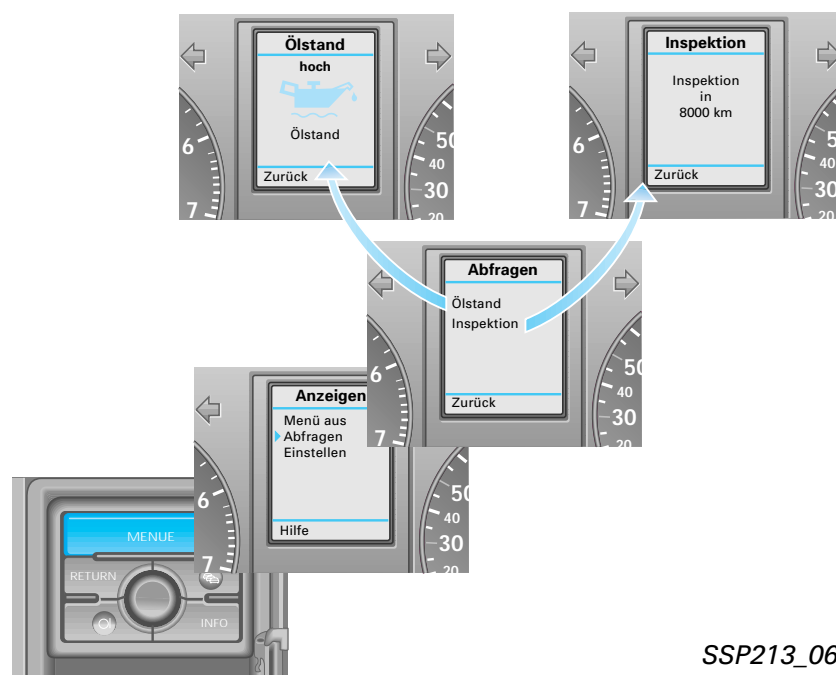 Ölstand
hoch
Ölstand
Zurück
6
7
50
40
30
20
Inspektion
Inspektion
in
8000 km
Zurück
6
7
5
40
30
20
Abfragen
Ölstand
Inspektion
Zurück
6
7
50
40
30
20
Anzeigen
Menü aus
Abfragen
Einstellen
Hilfe
6
7
50
40
30
20
MENUE
RETURN
INFO
SSP213_06